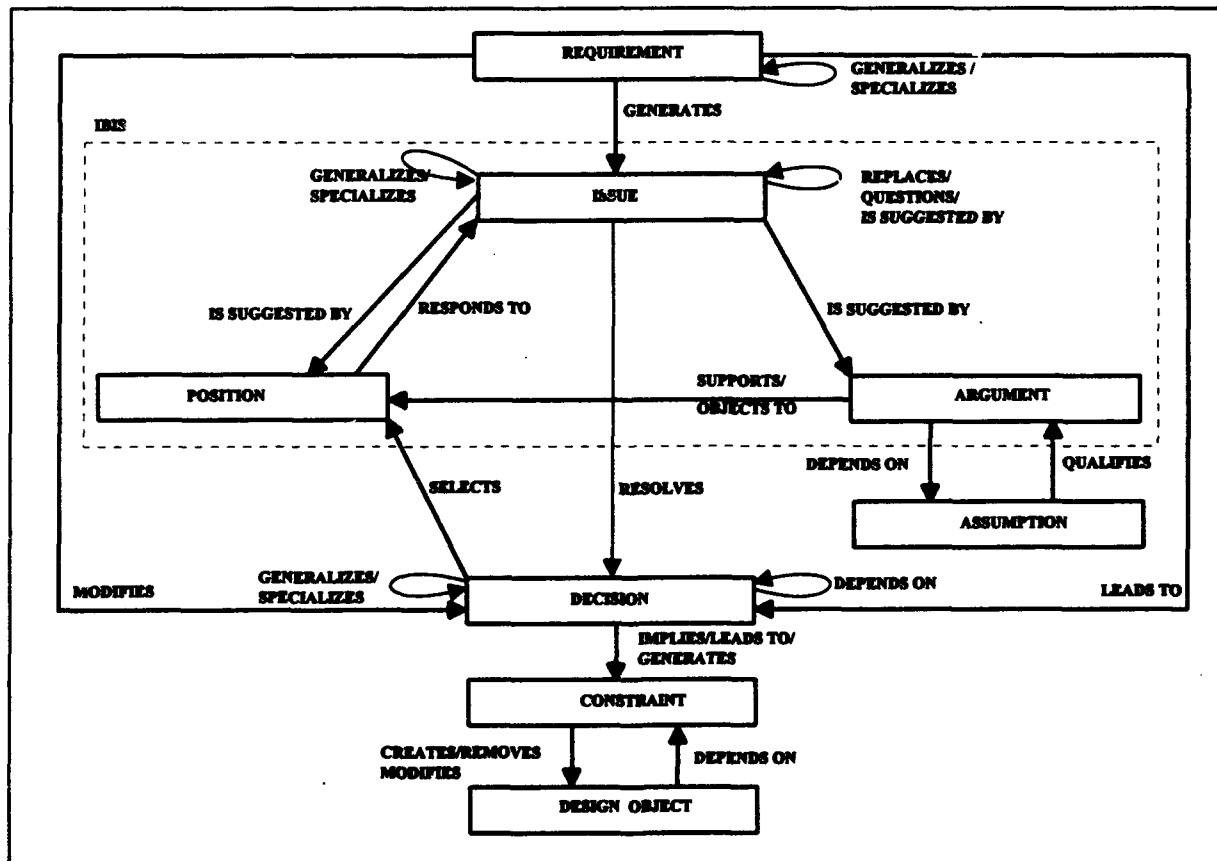 REQUIREMENT
GENERALIZES /
SPECIALIZES
GENERATES
IBIS
GENERALIZES/
SPECIALIZES
ISSUE
REPLACES/
QUESTIONS/
IS SUGGESTED BY
IS SUGGESTED BY
RESPONDS TO
IS SUGGESTED BY
POSITION
SUPPORTS/
OBJECTS TO
ARGUMENT
DEPENDS ON
QUALIFIES
SELECTS
RESOLVES
ASSUMPTION
MODIFIES
GENERALIZES/
SPECIALIZES
DECISION
DEPENDS ON
LEADS TO
IMPLIES/LEADS TO/
GENERATES
CONSTRAINT
CREATES/REMOVES
MODIFIES
DEPENDS ON
DESIGN OBJECT